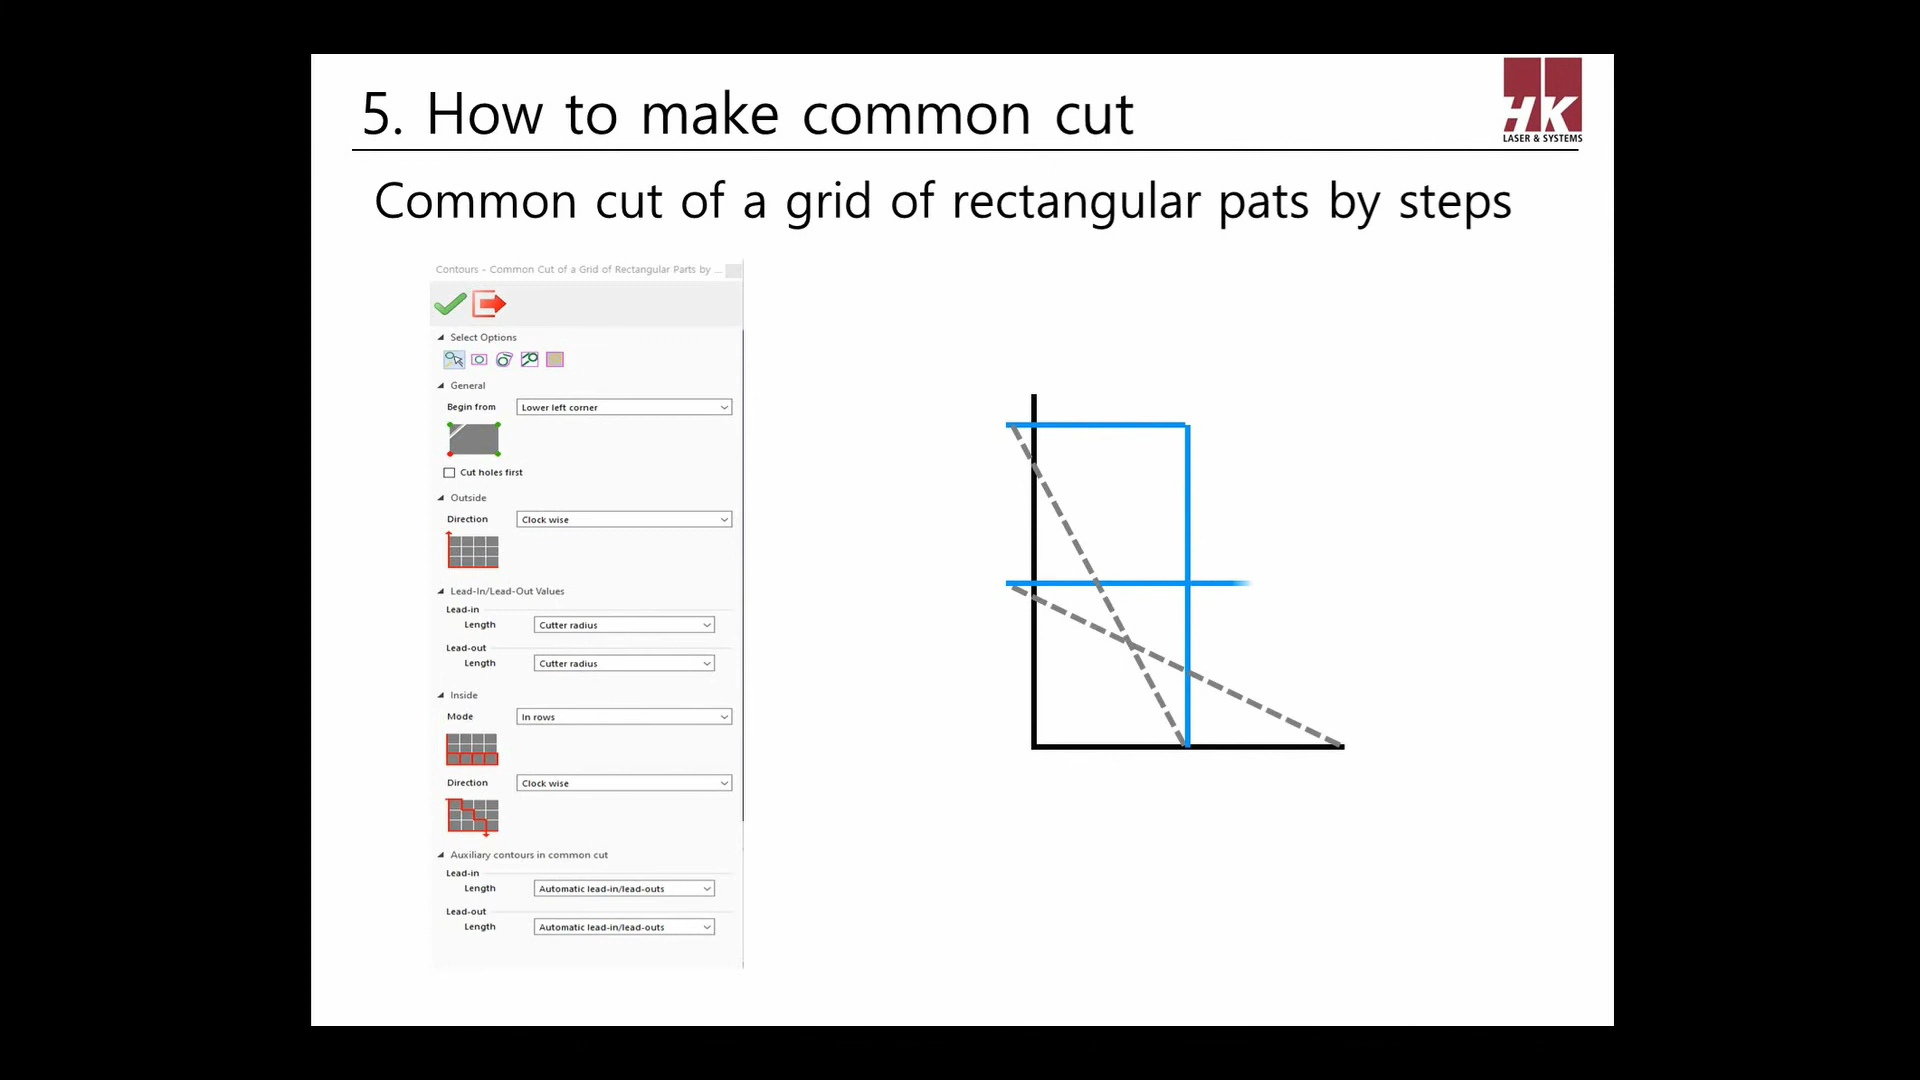 5. How to make common cut
HK
LASER & SYSTEMS
Common cut of a grid of rectangular pats by steps
Contours - Common Cut of a Grid of Rectangular Parts by ...
Select Options
General
Begin from Lower left corner
Cut holes first
Outside
Direction Clock wise
Lead-In/Lead-Out Values
Lead-in
Length Cutter radius
Lead-out
Length Cutter radius
Inside
Mode In rows
Direction Clock wise
Auxiliary contours in common cut
Lead-in
Length Automatic lead-in/lead-outs
Lead-out
Length Automatic lead-in/lead-outs